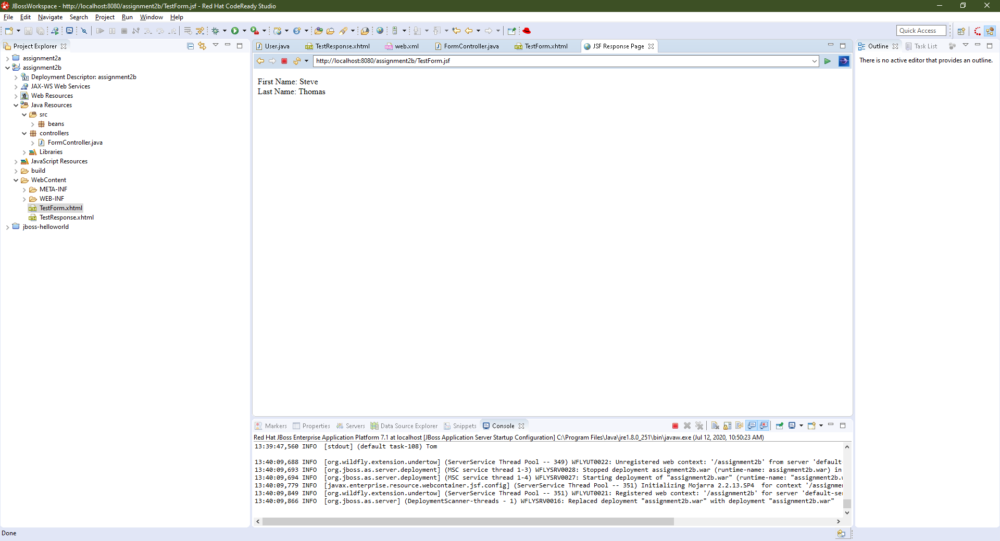 JBossWorkspace - http://localhost:8080/assignment2b/TestForm.jsf - Red Hat CodeReady Studio
File Edit Navigate Search Project Run Window Help
Quick Access
Project Explorer
assignment2a
assignment2b
Deployment Descriptor: assignment2b
JAX-WS Web Services
Web Resources
Java Resources
src
beans
controllers
FormController.java
Libraries
JavaScript Resources
build
WebContent
META-INF
WEB-INF
TestForm.xhtml
TestResponse.xhtml
jboss-helloworld
User.java TestResponse.xhtml web.xml FormController.java TestForm.xhtml JSF Response Page
http://localhost:8080/assignment2b/TestForm.jsf
First Name: Steve
Last Name: Thomas
Outline Task List
There is no active editor that provides an outline.
Markers Properties Servers Data Source Explorer Snippets Console
Red Hat JBoss Enterprise Application Platform 7.1 at localhost [JBoss Application Server Startup Configuration] C:\Program Files\Java\jre1.8.0_251\bin\javaw.exe (Jul 12, 2020, 10:50:23 AM)
13:39:47,560 INFO  [stdout] (default task-108) Tom
13:40:09,688 INFO  [org.wildfly.extension.undertow] (ServerService Thread Pool -- 349) WFLYUT0022: Unregistered web context: '/assignment2b' from server 'default-
13:40:09,693 INFO  [org.jboss.as.server.deployment] (MSC service thread 1-3) WFLYSRV0028: Stopped deployment assignment2b.war (runtime-name: assignment2b.war) in
13:40:09,694 INFO  [org.jboss.as.server.deployment] (MSC service thread 1-4) WFLYSRV0027: Starting deployment of "assignment2b.war" (runtime-name: "assignment2b.w
13:40:09,779 INFO  [javax.enterprise.resource.webcontainer.jsf.config] (ServerService Thread Pool -- 351) Initializing Mojarra 2.2.13.SP4  for context '/assignmen
13:40:09,849 INFO  [org.wildfly.extension.undertow] (ServerService Thread Pool -- 351) WFLYUT0021: Registered web context: '/assignment2b' for server 'default-se
13:40:09,866 INFO  [org.jboss.as.server] (DeploymentScanner-threads - 1) WFLYSRV0016: Replaced deployment "assignment2b.war" with deployment "assignment2b.war"
Done